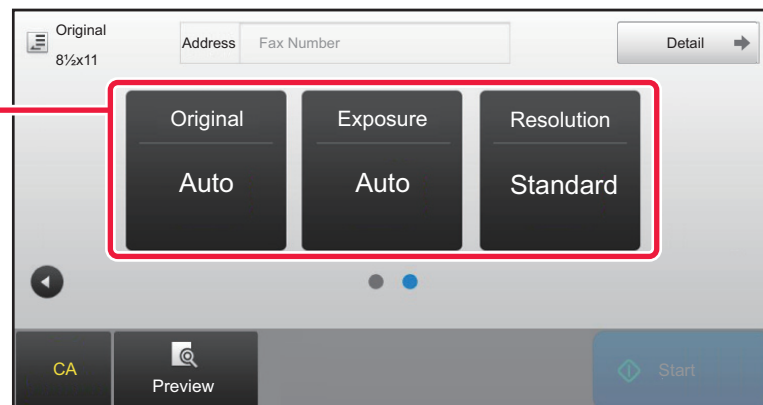 Original
8½x11
Address Fax Number
Detail
Original Exposure Resolution
Auto Auto Standard
CA
Preview
Start